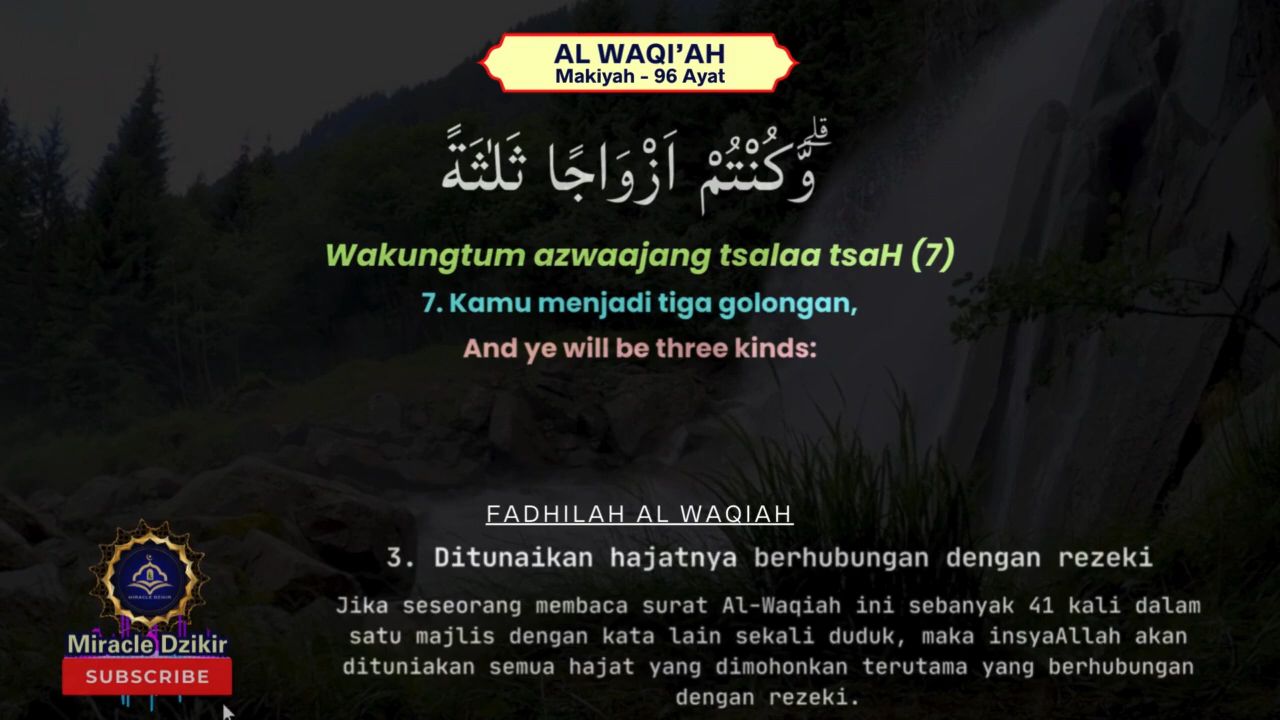 AL WAQI'AH
Makiyah - 96 Ayat
وَّكُنْتُمْ اَزْوَاجًا ثَلٰثَةًۗ
Wakungtum azwaajang tsalaa tsaH (7)
7. Kamu menjadi tiga golongan,
And ye will be three kinds:
FADHILAH AL WAQIAH
3. Ditunaikan hajatnya berhubungan dengan rezeki
Jika seseorang membaca surat Al-Waqiah ini sebanyak 41 kali dalam
satu majlis dengan kata lain sekali duduk, maka insyaAllah akan
dituniakan semua hajat yang dimohonkan terutama yang berhubungan
dengan rezeki.
MIRACLE DZIKIR
Miracle Dzikir
SUBSCRIBE